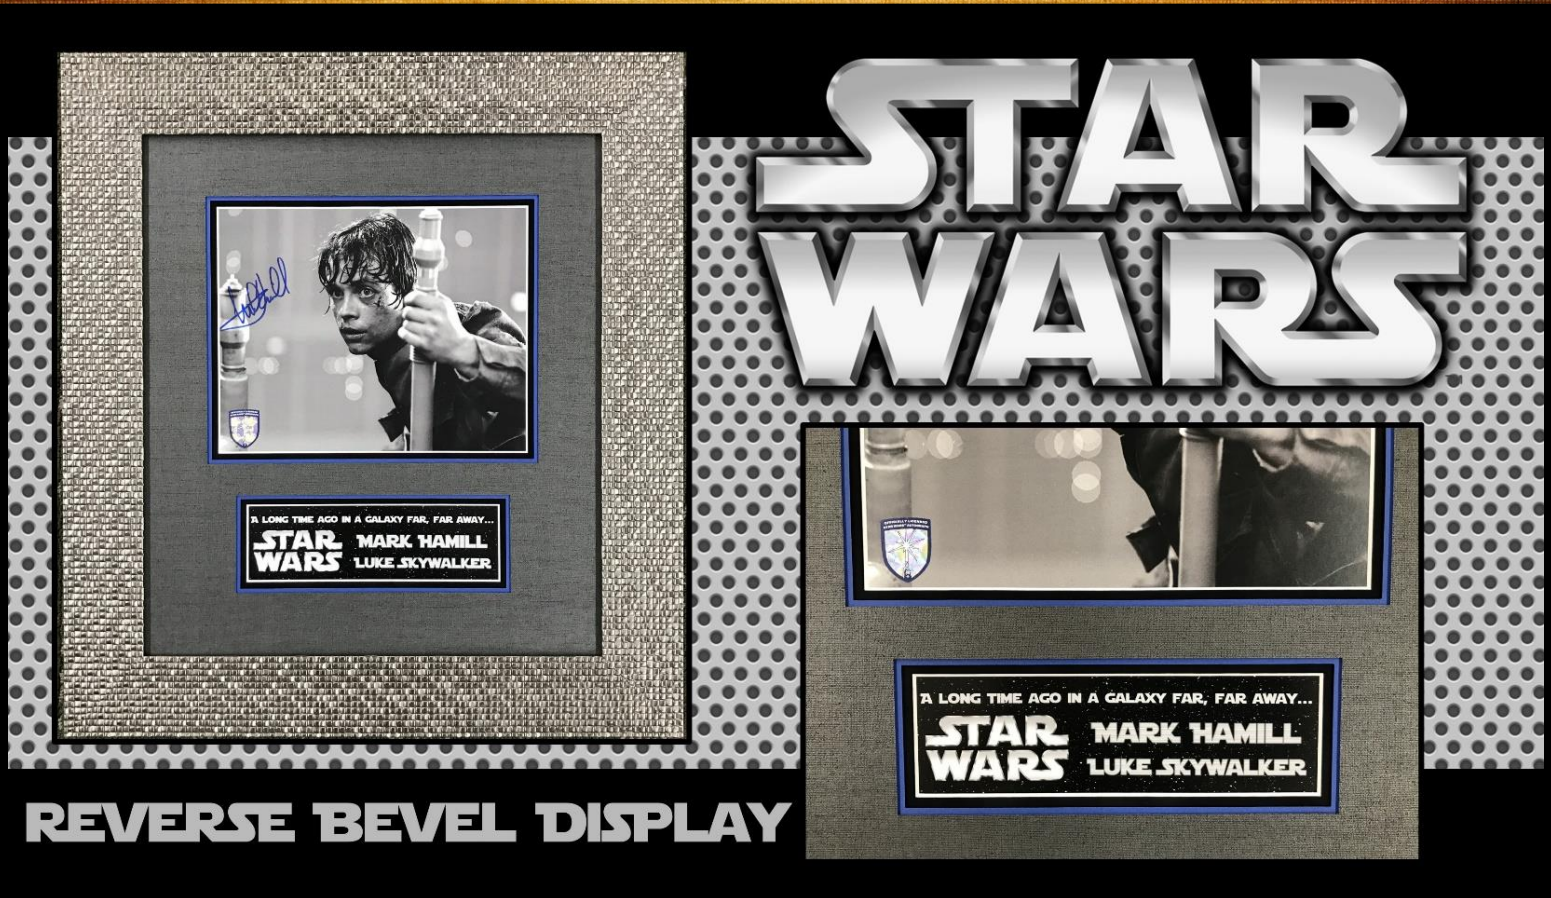 STAR
WARS
A LONG TIME AGO IN A GALAXY FAR, FAR AWAY...
STAR
WARS
MARK HAMILL
LUKE SKYWALKER
A LONG TIME AGO IN A GALAXY FAR, FAR AWAY...
STAR
WARS
MARK HAMILL
LUKE SKYWALKER
REVERSE BEVEL DISPLAY